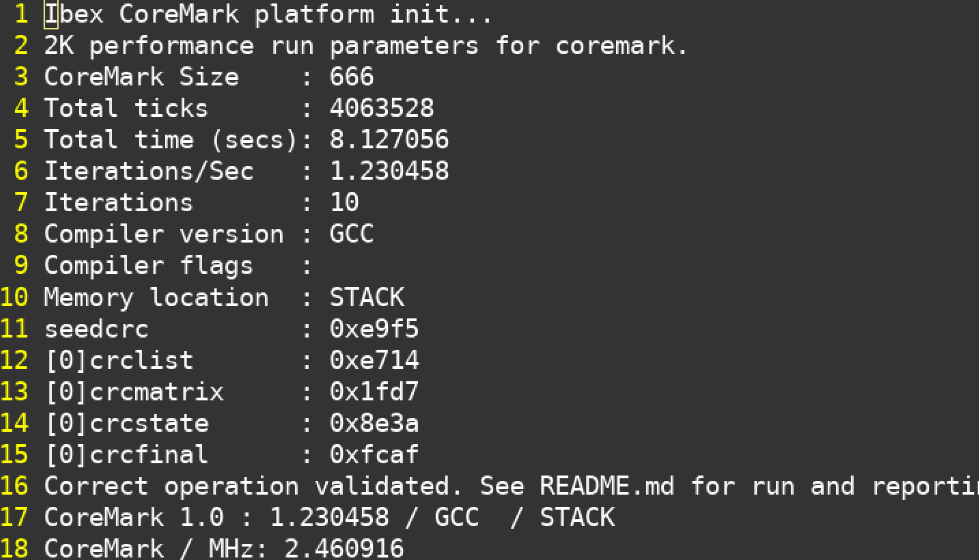 1 Ibex CoreMark platform init...
2 2K performance run parameters for coremark.
3 CoreMark Size    : 666
4 Total ticks      : 4063528
5 Total time (secs): 8.127056
6 Iterations/Sec   : 1.230458
7 Iterations       : 10
8 Compiler version : GCC
9 Compiler flags   :
10 Memory location  : STACK
11 seedcrc          : 0xe9f5
12 [0]crclist       : 0xe714
13 [0]crcmatrix     : 0x1fd7
14 [0]crcstate      : 0x8e3a
15 [0]crcfinal      : 0xfcaf
16 Correct operation validated. See README.md for run and
17 CoreMark 1.0 : 1.230458 / GCC  / STACK
18 CoreMark / MHz: 2.460916